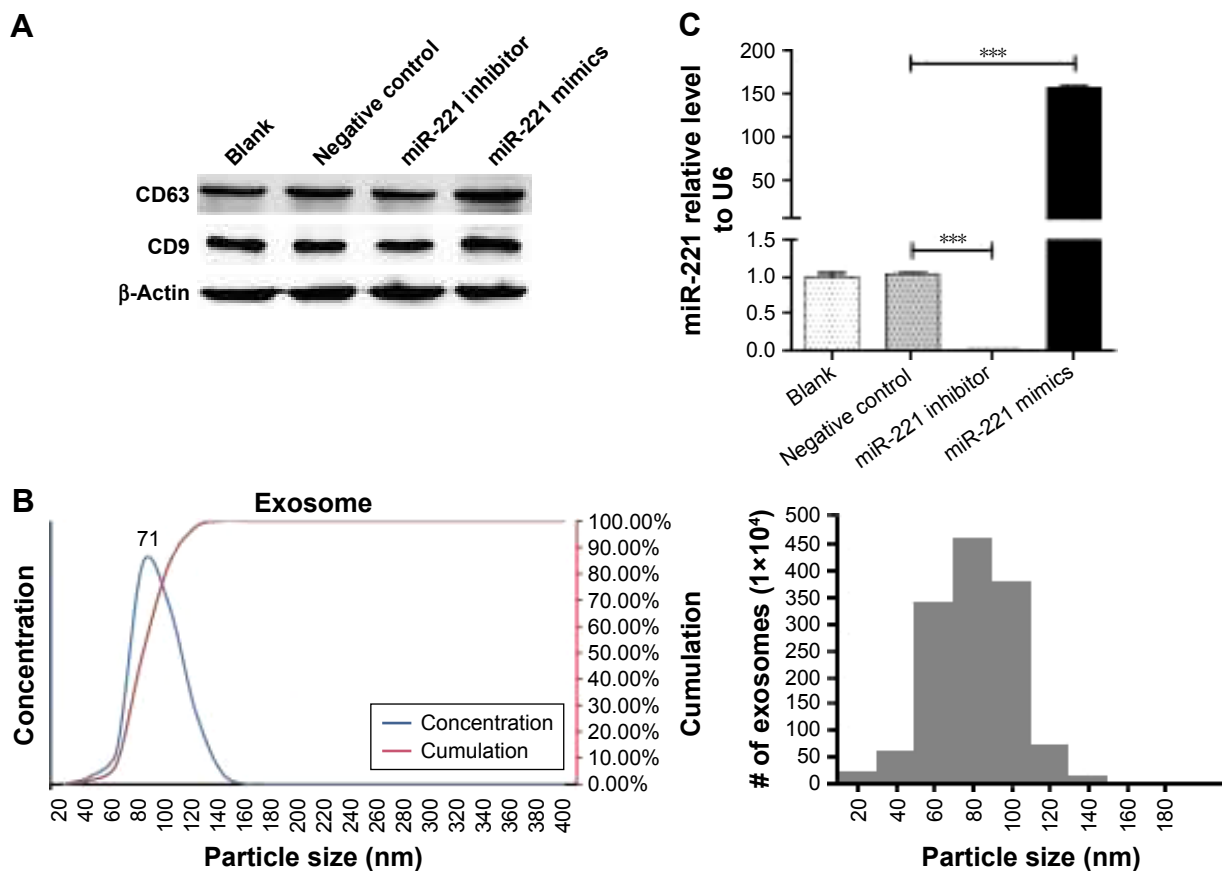 A
Blank
Negative control
miR-221 inhibitor
miR-221 mimics
CD63
CD9
β-Actin
C
miR-221 relative level
to U6
200
150
100
50
1.5
1.0
0.5
0.0
***
***
Blank
Negative control
miR-221 inhibitor
miR-221 mimics
B
Exosome
71
Concentration
Cumulation
100.00%
90.00%
80.00%
70.00%
60.00%
50.00%
40.00%
30.00%
20.00%
10.00%
0.00%
Concentration
Cumulation
20 40 60 80 100 120 140 160 180 200 220 240 260 280 300 320 340 360 380 400
Particle size (nm)
# of exosomes (1×10⁴)
500
450
400
350
300
250
200
150
100
50
0
20 40 60 80 100 120 140 160 180
Particle size (nm)